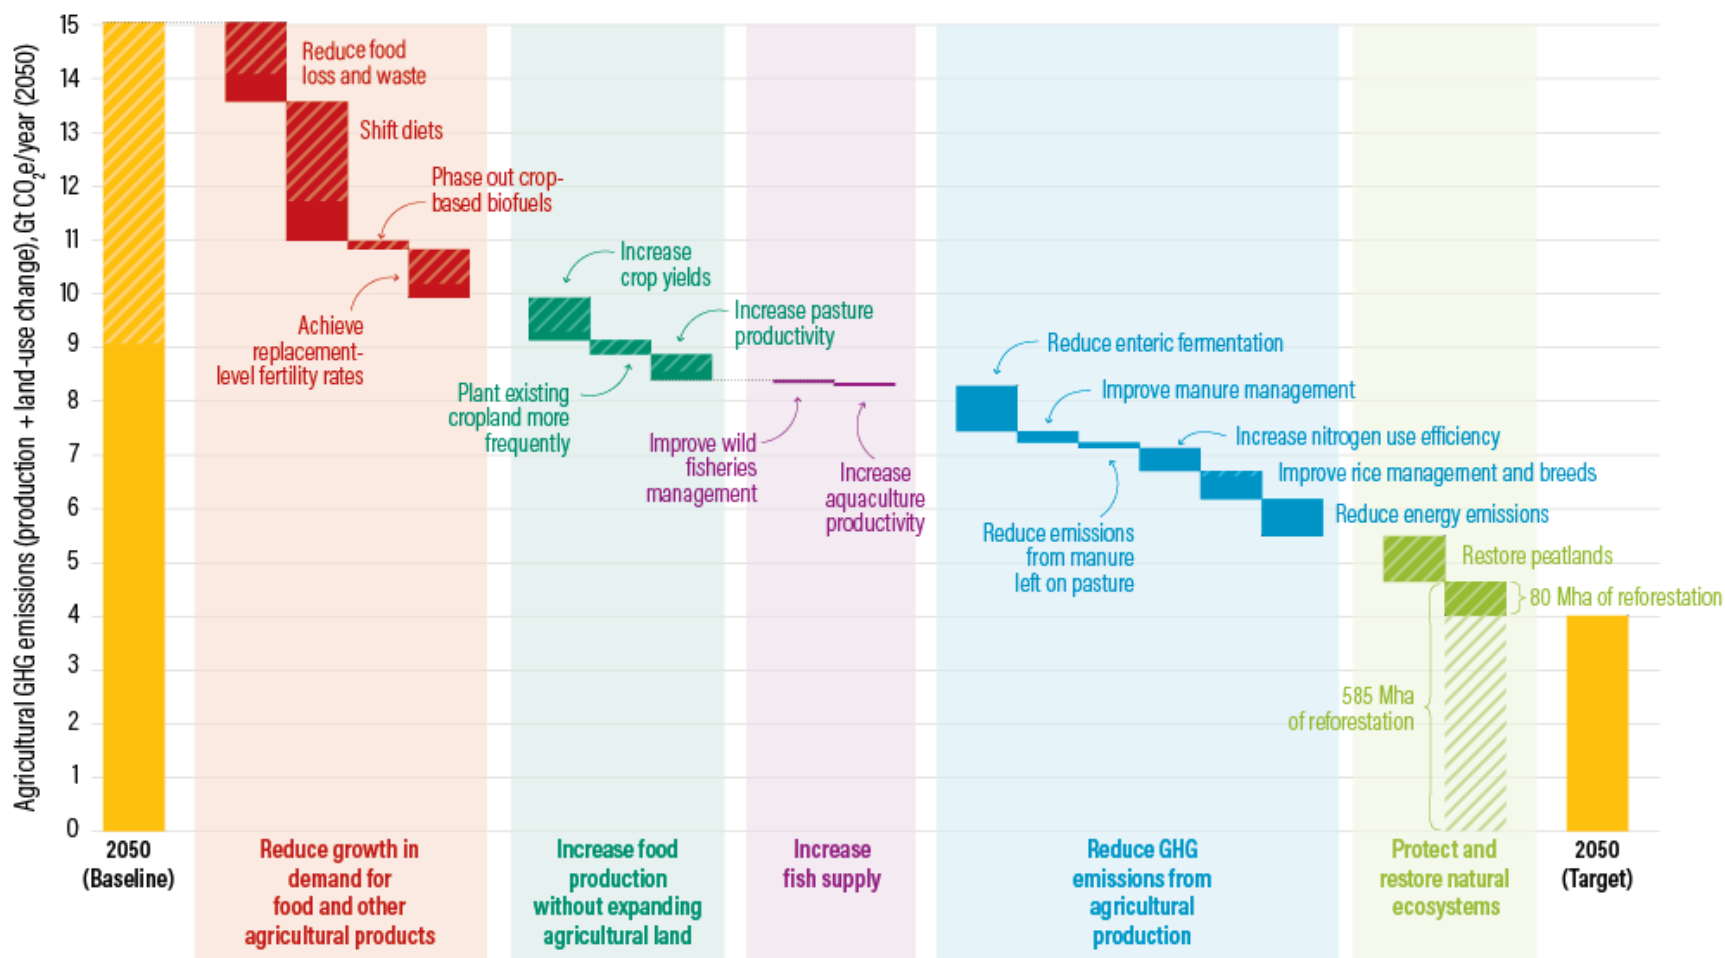 Agricultural GHG emissions (production + land-use change), Gt CO2e/year (2050)
15
14
13
12
11
10
9
8
7
6
5
4
3
2
1
0
Reduce food
loss and waste
Shift diets
Phase out crop-
based biofuels
Achieve
replacement-
level fertility rates
Increase
crop yields
Plant existing
cropland more
frequently
Increase pasture
productivity
Improve wild
fisheries
management
Increase
aquaculture
productivity
Reduce enteric fermentation
Improve manure management
Reduce emissions
from manure
left on pasture
Increase nitrogen use efficiency
Improve rice management and breeds
Reduce energy emissions
Restore peatlands
80 Mha of reforestation
585 Mha
of reforestation
2050
(Baseline)
Reduce growth in
demand for
food and other
agricultural products
Increase food
production
without expanding
agricultural land
Increase
fish supply
Reduce GHG
emissions from
agricultural
production
Protect and
restore natural
ecosystems
2050
(Target)